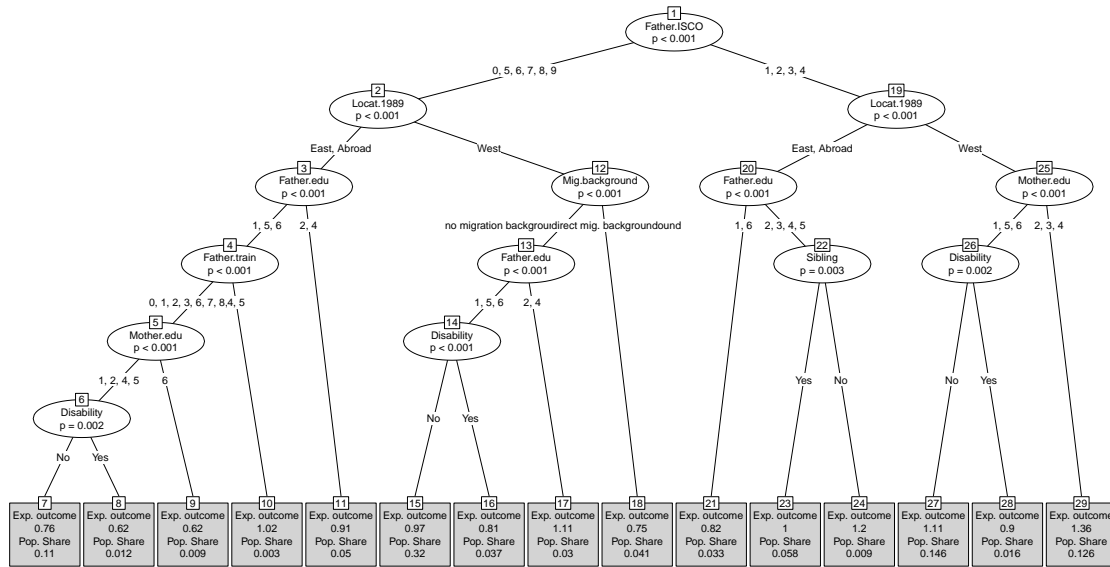 1
Father.ISCO
p < 0.001
0, 5, 6, 7, 8, 9
1, 2, 3, 4
2
Locat.1989
p < 0.001
19
Locat.1989
p < 0.001
East, Abroad
West
East, Abroad
West
3
Father.edu
p < 0.001
12
Mig.background
p < 0.001
20
Father.edu
p < 0.001
25
Mother.edu
p < 0.001
1, 5, 6
2, 4
no migration backgroudirect mig. backgroundound
1, 6
2, 3, 4, 5
1, 5, 6
2, 3, 4
4
Father.train
p < 0.001
13
Father.edu
p < 0.001
22
Sibling
p = 0.003
26
Disability
p = 0.002
0, 1, 2, 3, 6, 7, 8,4, 5
1, 5, 6
2, 4
5
Mother.edu
p < 0.001
14
Disability
p < 0.001
1, 2, 4, 5
6
Yes
No
No
Yes
6
Disability
p = 0.002
No
Yes
No
Yes
7
Exp. outcome
0.76
Pop. Share
0.11
8
Exp. outcome
0.62
Pop. Share
0.012
9
Exp. outcome
0.62
Pop. Share
0.009
10
Exp. outcome
1.02
Pop. Share
0.003
11
Exp. outcome
0.91
Pop. Share
0.05
15
Exp. outcome
0.97
Pop. Share
0.32
16
Exp. outcome
0.81
Pop. Share
0.037
17
Exp. outcome
1.11
Pop. Share
0.03
18
Exp. outcome
0.75
Pop. Share
0.041
21
Exp. outcome
0.82
Pop. Share
0.033
23
Exp. outcome
1
Pop. Share
0.058
24
Exp. outcome
1.2
Pop. Share
0.009
27
Exp. outcome
1.11
Pop. Share
0.146
28
Exp. outcome
0.9
Pop. Share
0.016
29
Exp. outcome
1.36
Pop. Share
0.126